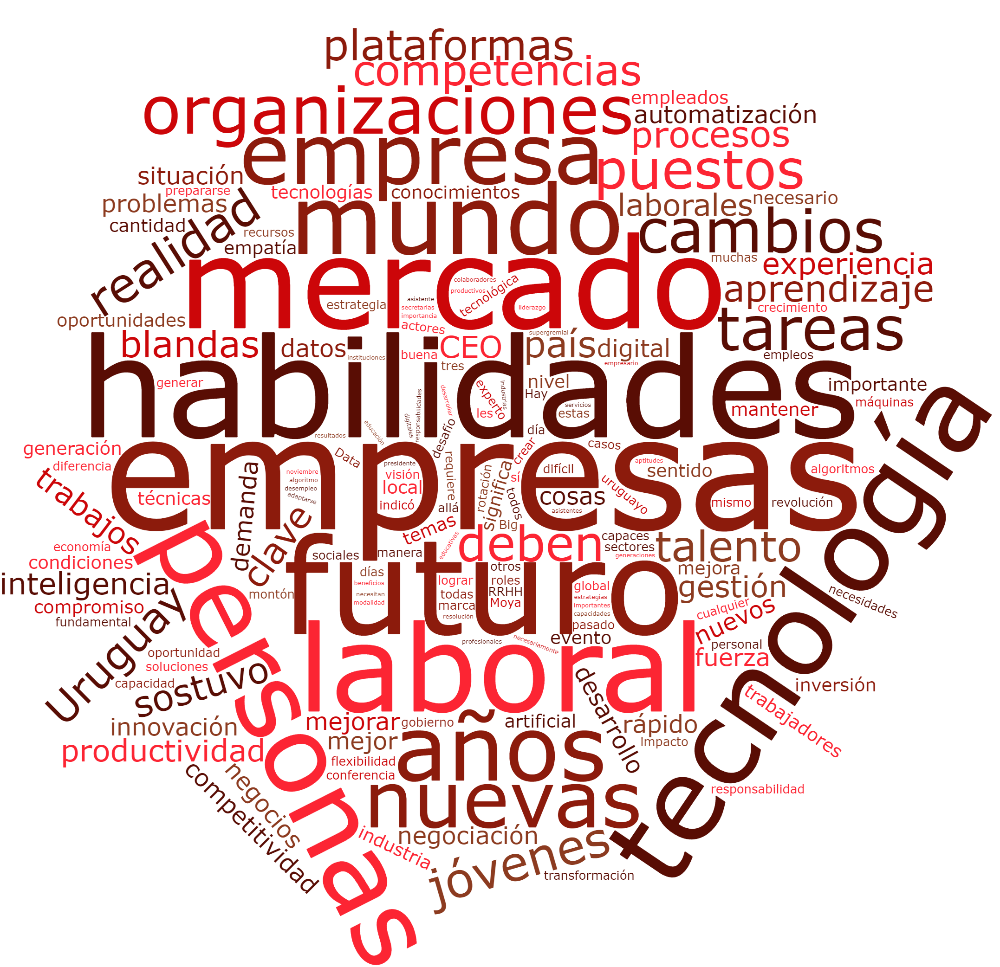 plataformas
competencias
organizaciones
empleados
automatización
empresa
procesos
puestos
situación
prepararse
tecnologías
conocimientos
problemas
laborales
necesario
mundo
realidad
cantidad
recursos
empatía
cambios
muchas
experiencia
mercado
colaboradores
productivos
tecnológica
asistente
secretarias
importancia
liderazgo
estrategia
actores
aprendizaje
crecimiento
oportunidades
tareas
supergremial
blandas
datos
instituciones
buena
CEO
país
digital
empresario
empleos
habilidades
tres
generar
nivel
Hay
experto
industrias
les
servicios
estas
desarrollar
responsabilidades
digitales
educación
resultados
mantener
importante
máquinas
tecnología
desafío
día
crear
casos
generación
diferencia
empresas
Data
presidente
visión
local
indicó
noviembre
algoritmo
desempleo
adaptarse
requiere
allá
rotación
significa
sí
todos
Big
difícil
cosas
asistentes
uruguayo
aptitudes
sentido
algoritmos
mismo
revolución
trabajos
técnicas
demanda
clave
temas
manera
sociales
educativas
deben
capaces
sectores
generaciones
talento
economía
condiciones
inteligencia
compromiso
fundamental
personas
montón
futuro
días
beneficios
necesitan
modalidad
lograr
todas
marca
resolución
otros
roles
RRHH
Moya
global
estrategias
importantes
capacidades
pasado
mejora
gestión
necesidades
cualquier
nuevos
Uruguay
evento
profesionales
necesariamente
personal
fuerza
oportunidad
soluciones
capacidad
sostuvo
laboral
desarrollo
inversión
trabajadores
innovación
productividad
mejorar
gobierno
artificial
rápido
impacto
mejor
años
flexibilidad
conferencia
negocios
competitividad
nuevas
responsabilidad
industria
negociación
jóvenes
transformación